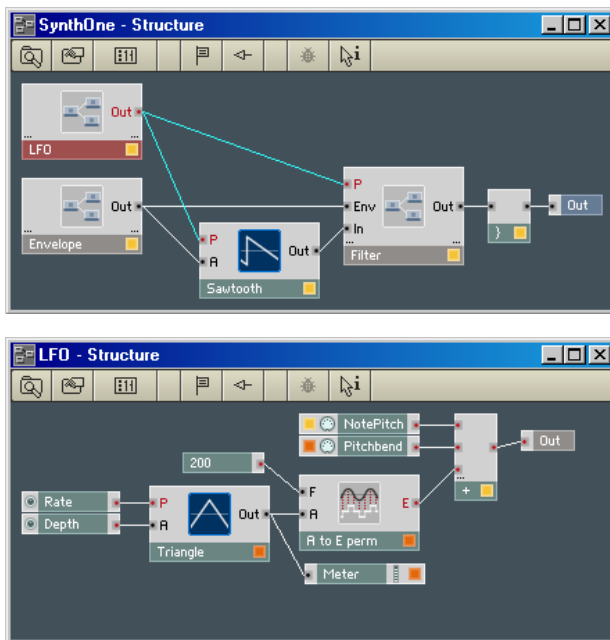 SynthOne - Structure
i
Out
LFO
...
...
Out
Envelope
P
A
Out
Sawtooth
P
Env
In
Out
...
...
Filter
}
Out
LFO - Structure
i
NotePitch
Pitchbend
...
+
Out
200
Rate
Depth
P
A
Out
Triangle
F
A
E
A to E perm
Meter